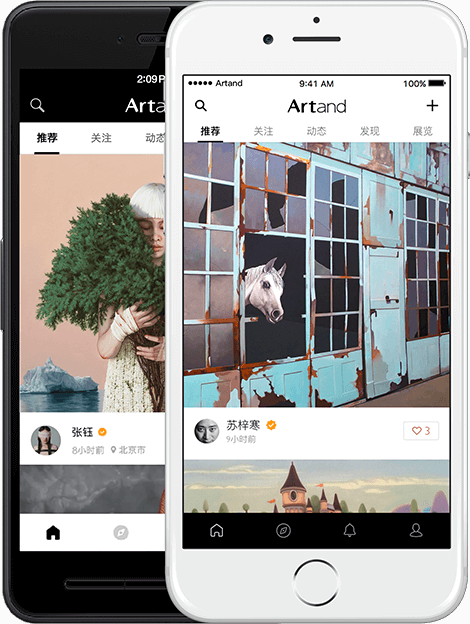 2:09P
Art
推荐
关注
动态
张钰
8小时前
北京市
Artand
9:41 AM
100%
Artand
推荐
关注
动态
发现
展览
苏梓寒
9小时前
3